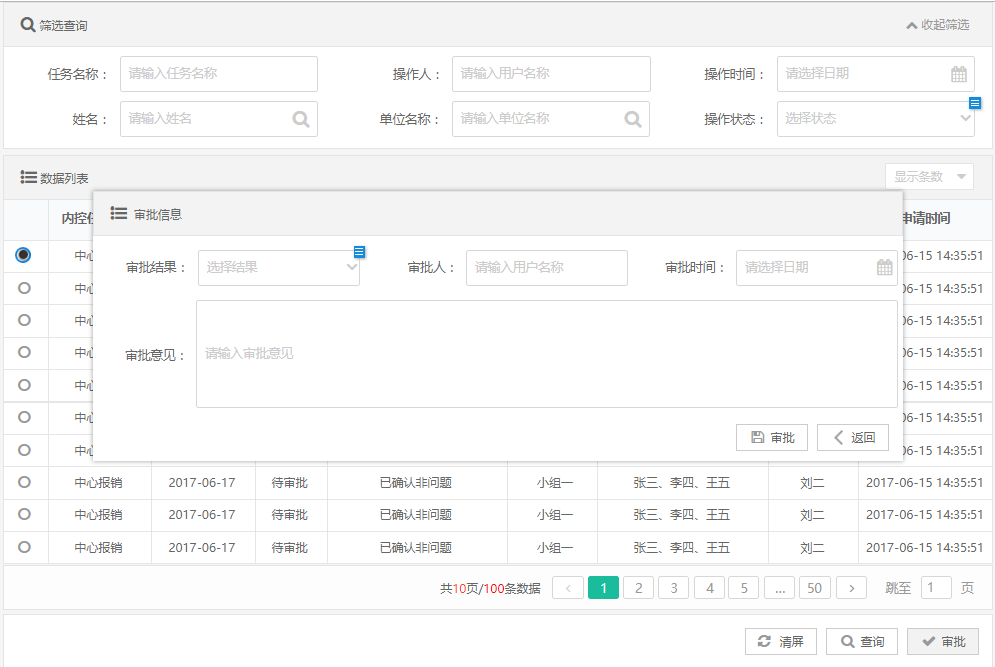 筛选查询 收起筛选
任务名称： 请输入任务名称 操作人： 请输入用户名称 操作时间： 请选择日期
姓名： 请输入姓名 单位名称： 请输入单位名称 操作状态： 选择状态
数据列表 显示条数
内控 申请时间
审批信息
审批结果： 选择结果 审批人： 请输入用户名称 审批时间： 请选择日期
审批意见： 请输入审批意见
审批 返回
中心 06-15 14:35:51
中心 06-15 14:35:51
中心 06-15 14:35:51
中心 06-15 14:35:51
中心 06-15 14:35:51
中心 06-15 14:35:51
中心 06-15 14:35:51
中心报销 2017-06-17 待审批 已确认非问题 小组一 张三、李四、王五 刘二 2017-06-15 14:35:51
中心报销 2017-06-17 待审批 已确认非问题 小组一 张三、李四、王五 刘二 2017-06-15 14:35:51
中心报销 2017-06-17 待审批 已确认非问题 小组一 张三、李四、王五 刘二 2017-06-15 14:35:51
共10页/100条数据 < 1 2 3 4 5 ... 50 > 跳至 1 页
清屏 查询 审批